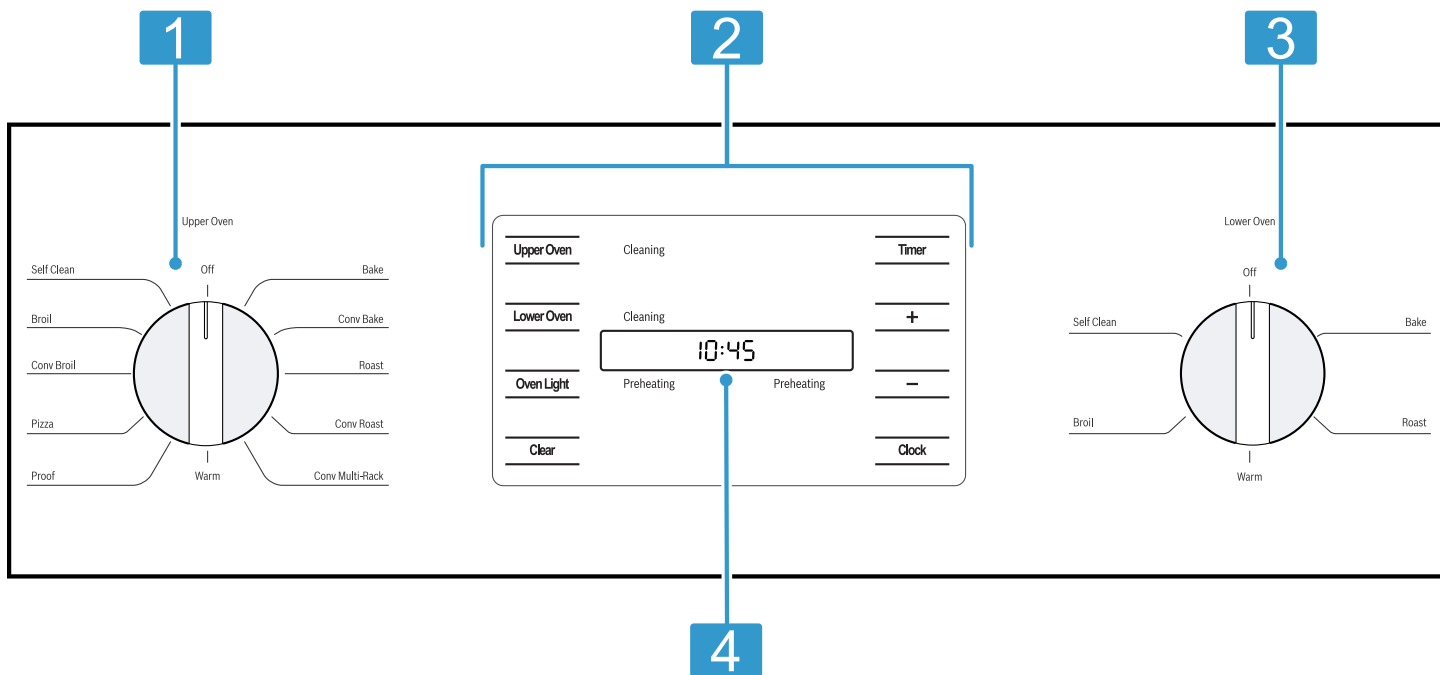 1
2
3
Upper Oven
Self Clean
Off
Bake
Broil
Conv Bake
Conv Broil
Roast
Pizza
Conv Roast
Proof
Warm
Conv Multi-Rack
Upper Oven
Cleaning
Timer
Lower Oven
Cleaning
+
10:45
Oven Light
Preheating
Preheating
−
Clear
Clock
Lower Oven
Off
Self Clean
Bake
Broil
Roast
Warm
4